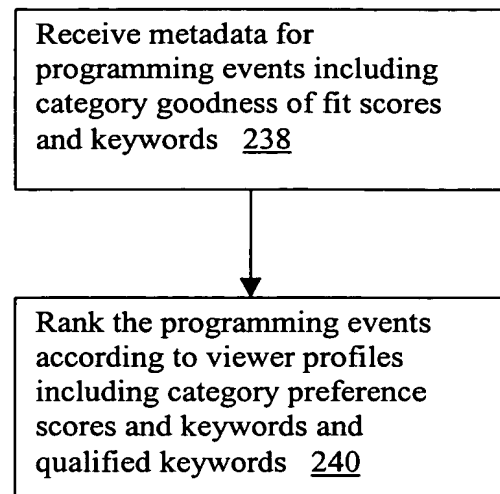 Receive metadata for
programming events including
category goodness of fit scores
and keywords 238
Rank the programming events
according to viewer profiles
including category preference
scores and keywords and
qualified keywords 240